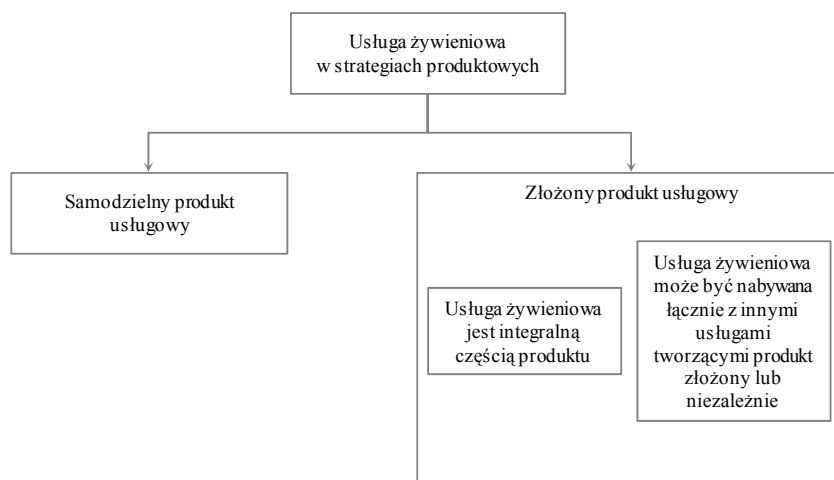 Usługa żywieniowa
w strategiach produktowych
Samodzielny produkt
usługowy
Złożony produkt usługowy
Usługa żywieniowa
jest integralną
częścią produktu
Usługa żywieniowa
może być nabywana
łącznie z innymi
usługami
tworzącymi produkt
złożony lub
niezależnie